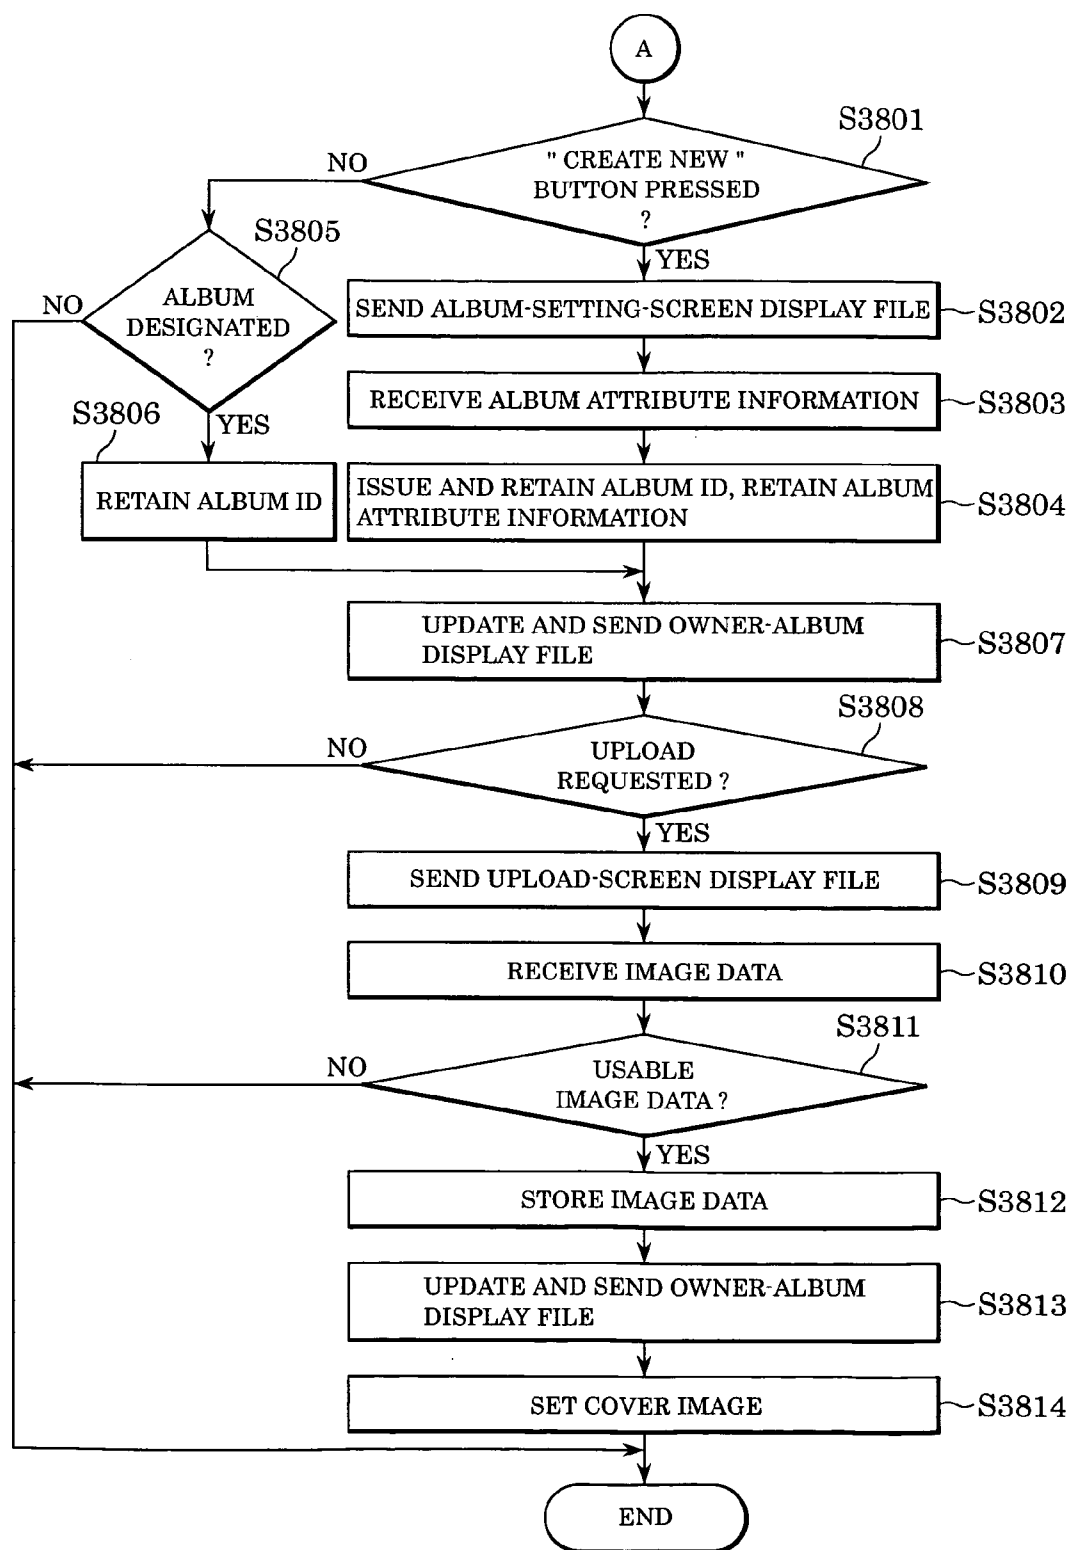 A
S3801
" CREATE NEW "
BUTTON PRESSED
?
NO
YES
S3805
ALBUM
DESIGNATED
?
NO
YES
SEND ALBUM-SETTING-SCREEN DISPLAY FILE
S3802
RECEIVE ALBUM ATTRIBUTE INFORMATION
S3803
S3806
RETAIN ALBUM ID
ISSUE AND RETAIN ALBUM ID, RETAIN ALBUM
ATTRIBUTE INFORMATION
S3804
UPDATE AND SEND OWNER-ALBUM
DISPLAY FILE
S3807
S3808
NO
UPLOAD
REQUESTED ?
YES
SEND UPLOAD-SCREEN DISPLAY FILE
S3809
RECEIVE IMAGE DATA
S3810
S3811
NO
USABLE
IMAGE DATA ?
YES
STORE IMAGE DATA
S3812
UPDATE AND SEND OWNER-ALBUM
DISPLAY FILE
S3813
SET COVER IMAGE
S3814
END